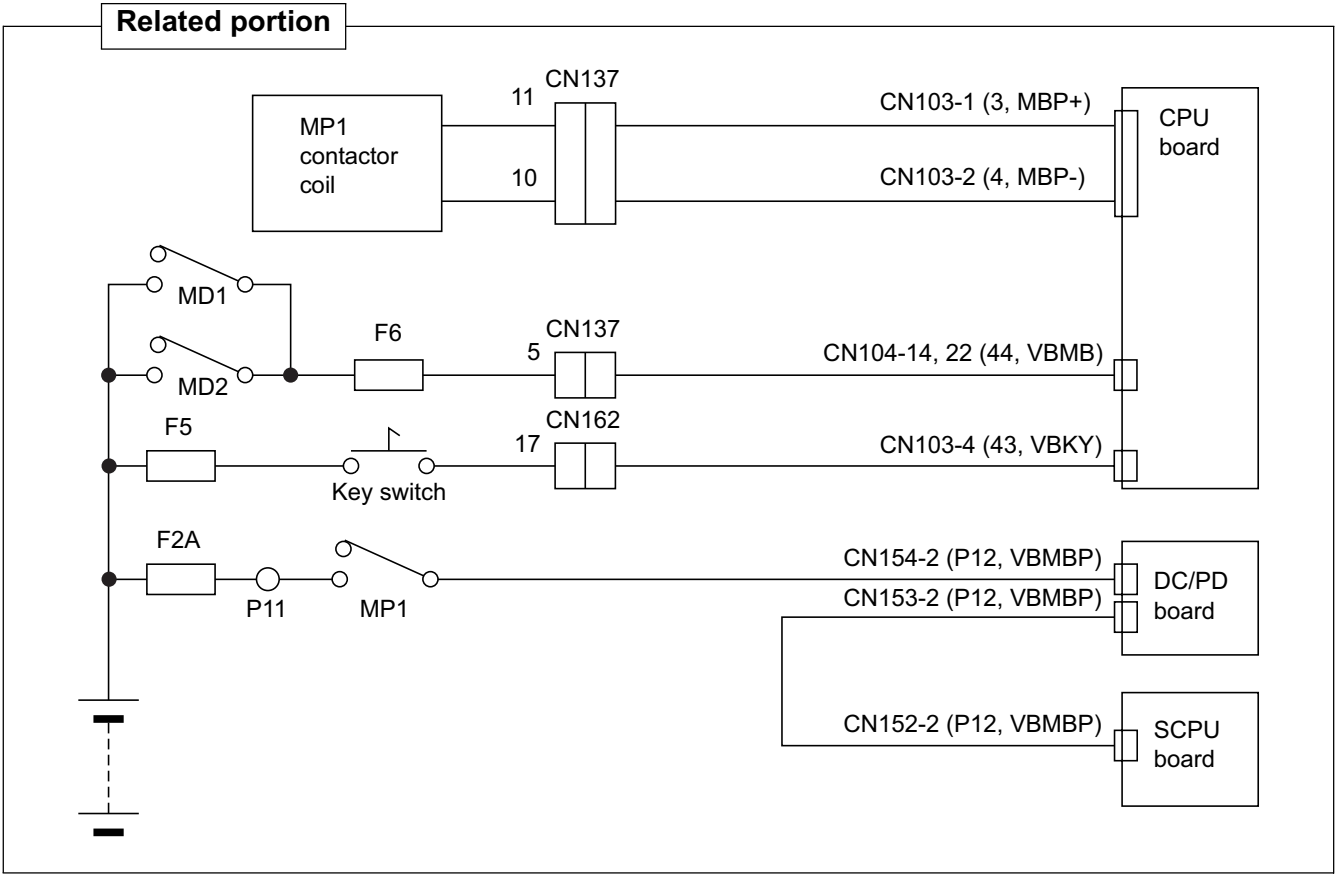 Related portion
CN137
11
CN103-1 (3, MBP+)
CPU
board
MP1
contactor
coil
10
CN103-2 (4, MBP-)
MD1
F6
CN137
5
CN104-14, 22 (44, VBMB)
MD2
F5
CN162
17
CN103-4 (43, VBKY)
Key switch
F2A
CN154-2 (P12, VBMBP)
DC/PD
board
P11
MP1
CN153-2 (P12, VBMBP)
CN152-2 (P12, VBMBP)
SCPU
board